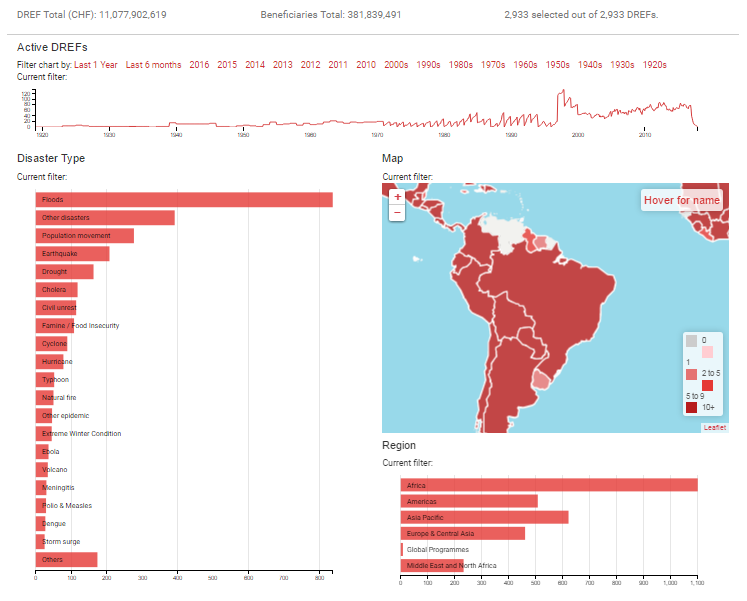 DREF Total (CHF): 11,077,902,619 Beneficiaries Total: 381,839,491 2,933 selected out of 2,933 DREFs.
Active DREFs
Filter chart by: Last 1 Year Last 6 months 2016 2015 2014 2013 2012 2011 2010 2000s 1990s 1980s 1970s 1960s 1950s 1940s 1930s 1920s
Current filter:
120
100
80
60
40
20
0
1920 1930 1940 1950 1960 1970 1980 1990 2000 2010
Disaster Type
Current filter:
Floods
Other disasters
Population movement
Earthquake
Drought
Cholera
Civil unrest
Famine / Food Insecurity
Cyclone
Hurricane
Typhoon
Natural fire
Other epidemic
Extreme Winter Condition
Ebola
Volcano
Meningitis
Polio & Measles
Dengue
Storm surge
Others
0 100 200 300 400 500 600 700 800
Map
Current filter:
+
−
Hover for name
0
1
2 to 5
5 to 9
10+
Leaflet
Region
Current filter:
Africa
Americas
Asia Pacific
Europe & Central Asia
Global Programmes
Middle East and North Africa
0 100 200 300 400 500 600 700 800 900 1,000 1,100